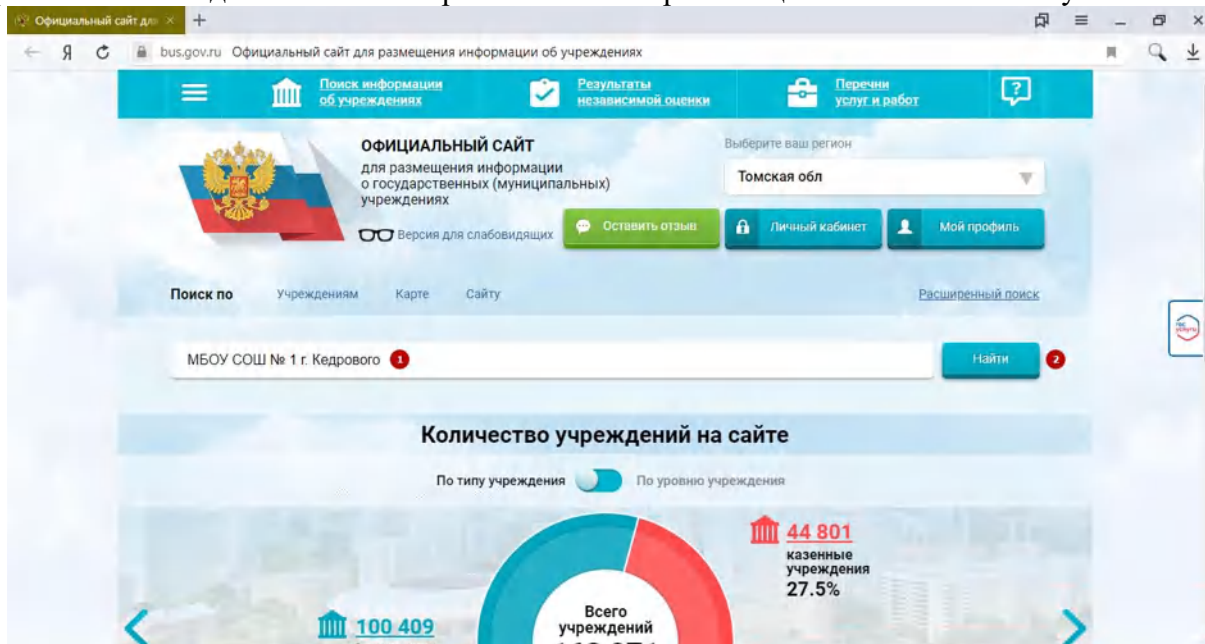 Официальный сайт для
bus.gov.ru Официальный сайт для размещения информации об учреждениях
Поиск информации
об учреждениях
Результаты
независимой оценки
Перечни
услуг и работ
ОФИЦИАЛЬНЫЙ САЙТ
для размещения информации
о государственных (муниципальных)
учреждениях
Версия для слабовидящих
Выберите ваш регион
Томская обл
Оставить отзыв
Личный кабинет
Мой профиль
Поиск по Учреждениям Карте Сайту Расширенный поиск
МБОУ СОШ № 1 г. Кедрового 1
Найти 2
Количество учреждений на сайте
По типу учреждения По уровню учреждения
44 801
казенные
учреждения
27.5%
100 409
Всего
учреждений